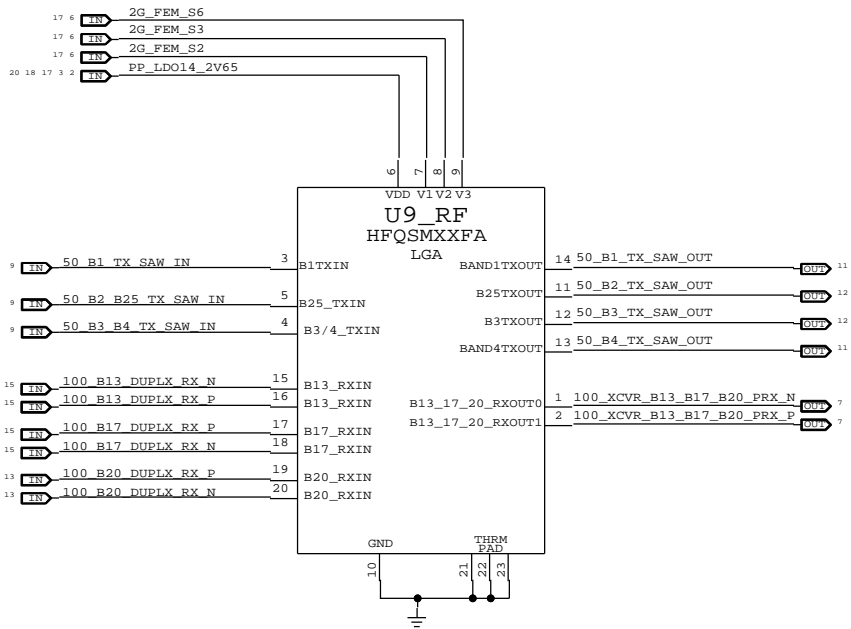 17 6 IN 2G_FEM_S6
17 6 IN 2G_FEM_S3
17 6 IN 2G_FEM_S2
20 18 17 3 2 IN PP_LDO14_2V65
6 7 8 9
VDD V1 V2 V3
U9_RF
HFQSMXXFA
LGA
9 IN 50_B1_TX_SAW_IN 3 B1TXIN
BAND1TXOUT 14 50_B1_TX_SAW_OUT OUT 11
9 IN 50_B2_B25_TX_SAW_IN 5 B25_TXIN
B25TXOUT 11 50_B2_TX_SAW_OUT OUT 12
9 IN 50_B3_B4_TX_SAW_IN 4 B3/4_TXIN
B3TXOUT 12 50_B3_TX_SAW_OUT OUT 12
BAND4TXOUT 13 50_B4_TX_SAW_OUT OUT 11
15 IN 100_B13_DUPLX_RX_N 15 B13_RXIN
15 IN 100_B13_DUPLX_RX_P 16 B13_RXIN
B13_17_20_RXOUT0 1 100_XCVR_B13_B17_B20_PRX_N OUT 7
B13_17_20_RXOUT1 2 100_XCVR_B13_B17_B20_PRX_P OUT 7
15 IN 100_B17_DUPLX_RX_P 17 B17_RXIN
15 IN 100_B17_DUPLX_RX_N 18 B17_RXIN
13 IN 100_B20_DUPLX_RX_P 19 B20_RXIN
13 IN 100_B20_DUPLX_RX_N 20 B20_RXIN
GND THRM
PAD
10 21 22 23